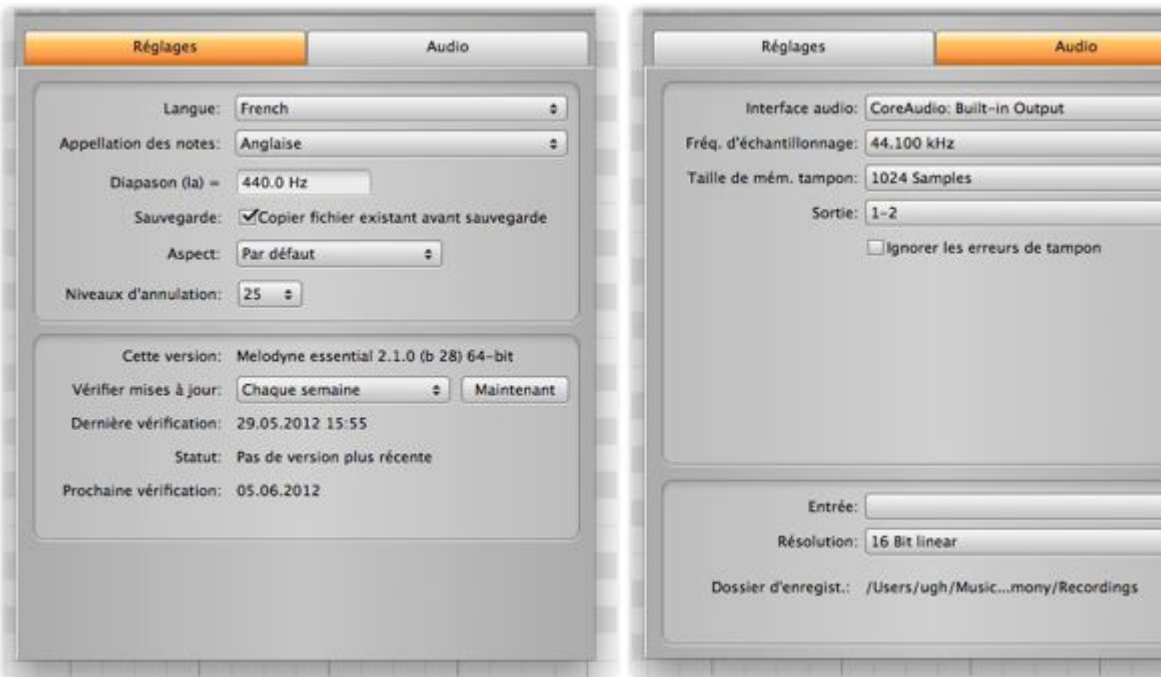 Réglages
Audio
Langue: French
Appellation des notes: Anglaise
Diapason (la) = 440.0 Hz
Sauvegarde: Copier fichier existant avant sauvegarde
Aspect: Par défaut
Niveaux d'annulation: 25
Cette version: Melodyne essential 2.1.0 (b 28) 64-bit
Vérifier mises à jour: Chaque semaine Maintenant
Dernière vérification: 29.05.2012 15:55
Statut: Pas de version plus récente
Prochaine vérification: 05.06.2012
Réglages
Audio
Interface audio: CoreAudio: Built-in Output
Fréq. d'échantillonnage: 44.100 kHz
Taille de mém. tampon: 1024 Samples
Sortie: 1-2
Ignorer les erreurs de tampon
Entrée:
Résolution: 16 Bit linear
Dossier d'enregist.: /Users/ugh/Music...mony/Recordings